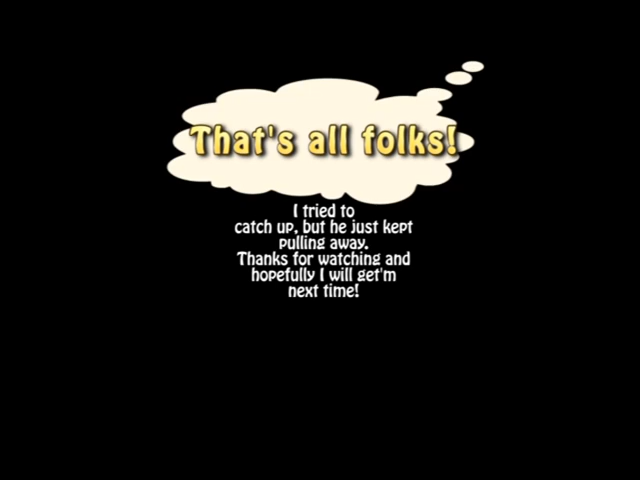 That's all folks!
I tried to
catch up, but he just kept
pulling away.
Thanks for watching and
hopefully I will get'm
next time!